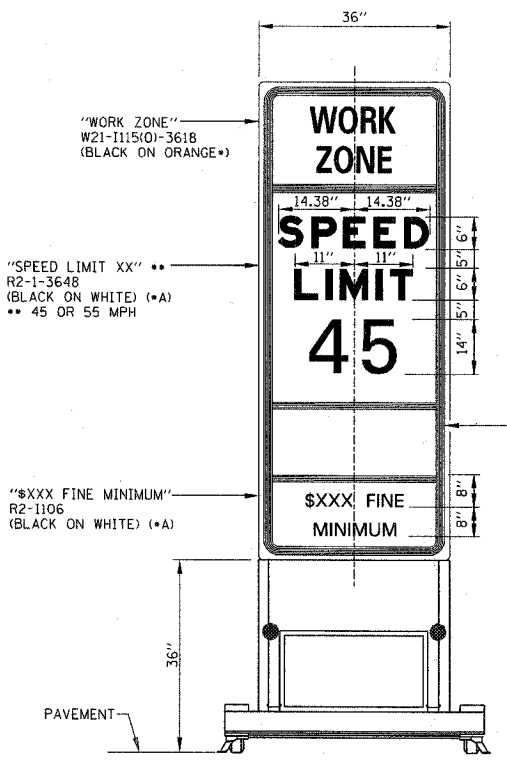 36"
"WORK ZONE"
W21-I115(O)-3618
(BLACK ON ORANGE*)
WORK
ZONE
14.38" 14.38"
SPEED
6"
5"
"SPEED LIMIT XX" **
R2-1-3648
(BLACK ON WHITE) (*A)
** 45 OR 55 MPH
11" 11"
LIMIT
6"
5"
45
14"
"$XXX FINE MINIMUM"
R2-I106
(BLACK ON WHITE) (*A)
$XXX FINE
MINIMUM
8"
8"
36"
PAVEMENT